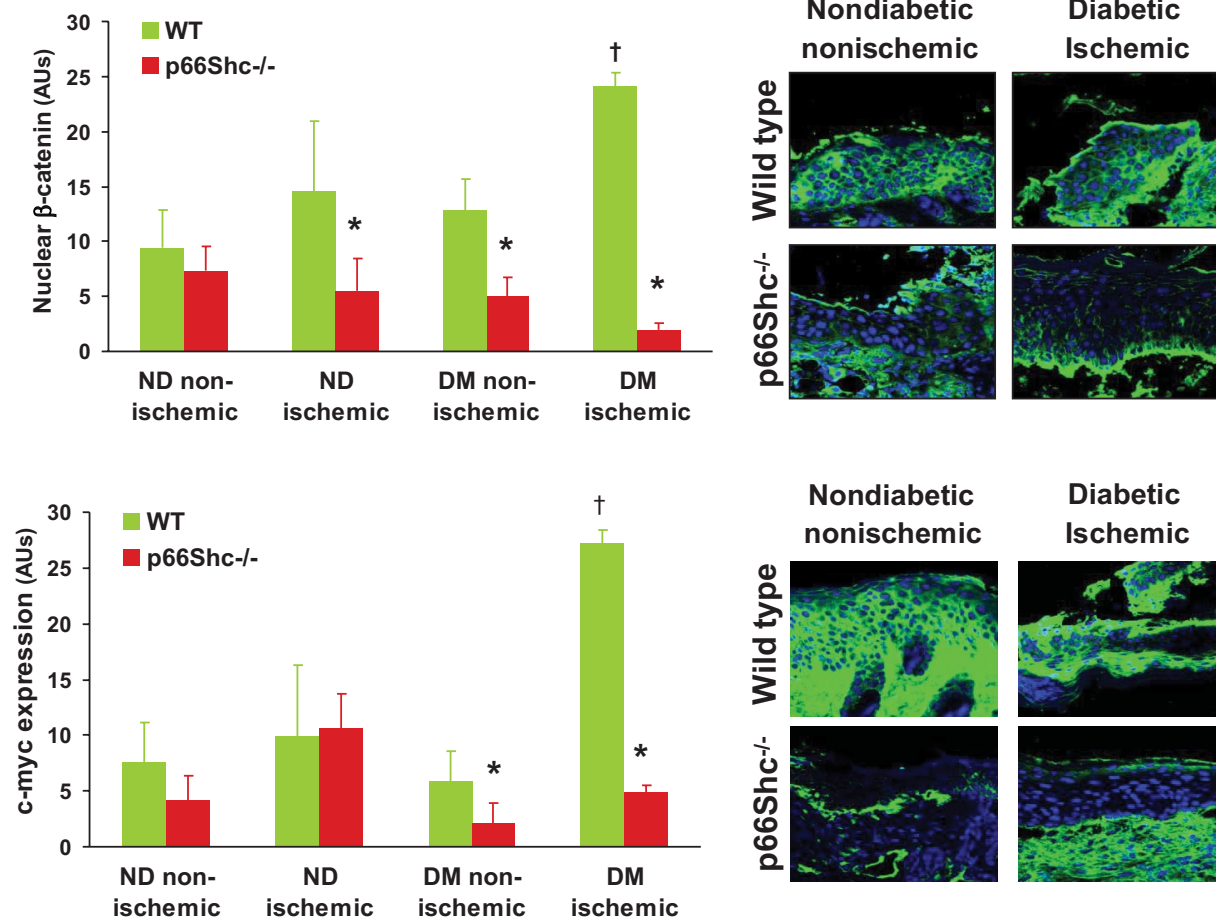 30
25
20
15
10
5
0
Nuclear β-catenin (AUs)
WT
p66Shc-/-
†
*
*
*
ND non-
ischemic
ND
ischemic
DM non-
ischemic
DM
ischemic
Nondiabetic
nonischemic
Diabetic
Ischemic
Wild type
p66Shc-/-
30
25
20
15
10
5
0
c-myc expression (AUs)
WT
p66Shc-/-
†
*
*
ND non-
ischemic
ND
ischemic
DM non-
ischemic
DM
ischemic
Nondiabetic
nonischemic
Diabetic
Ischemic
Wild type
p66Shc-/-